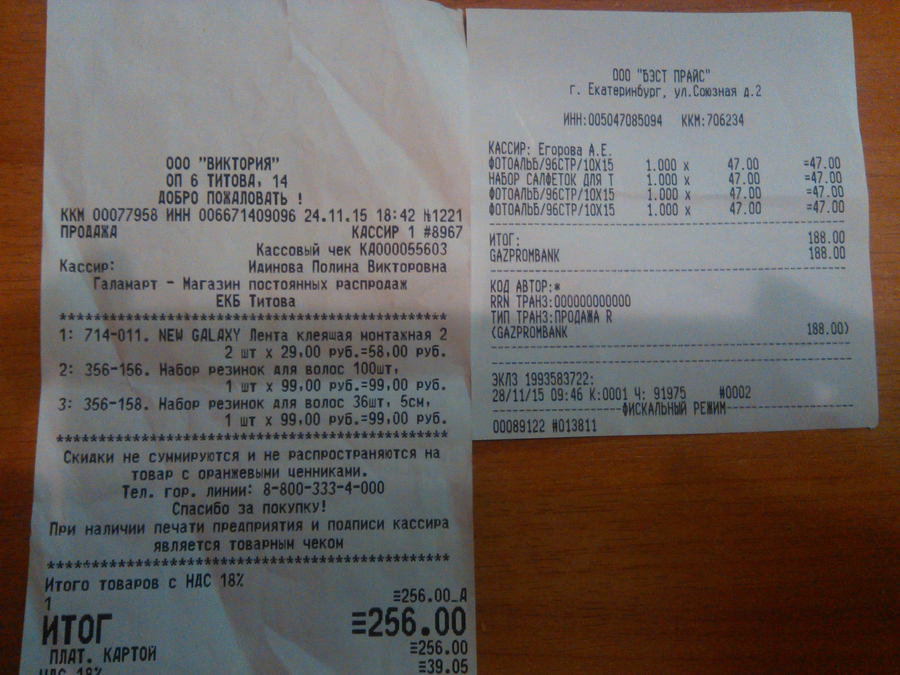 ООО "ВИКТОРИЯ"
ОП 6 ТИТОВА, 14
ДОБРО ПОЖАЛОВАТЬ !
ККМ 00077958 ИНН 006671409096 24.11.15 18:42 №1221
ПРОДАЖА КАССИР 1 #8967
Кассовый чек КА000055603
Кассир: Идинова Полина Викторовна
Галамарт - Магазин постоянных распродаж
ЕКБ Титова
************************************************
1: 714-011. NEW GALAXY Лента клеящая монтажная 2
2 шт х 29,00 руб.=58,00 руб.
2: 356-156. Набор резинок для волос 100шт,
1 шт х 99,00 руб.=99,00 руб.
3: 356-158. Набор резинок для волос 36шт, 5см,
1 шт х 99,00 руб.=99,00 руб.
************************************************
Скидки не суммируются и не распространяются на
товар с оранжевыми ценниками.
Тел. гор. линии: 8-800-333-4-000
Спасибо за покупку!
При наличии печати предприятия и подписи кассира
является товарным чеком
************************************************
Итого товаров с НДС 18%
1 ≡256.00_А
ИТОГ ≡256.00
ПЛАТ. КАРТОЙ ≡256.00
НДС 18% ≡39.05
ООО "БЭСТ ПРАЙС"
г. Екатеринбург, ул.Союзная д.2
ИНН:005047085094 ККМ:706234
КАССИР: Егорова А.Е.
ФОТОАЛЬБ/96СТР/10Х15 1.000 х 47.00 =47.00
НАБОР САЛФЕТОК ДЛЯ Т 1.000 х 47.00 =47.00
ФОТОАЛЬБ/96СТР/10Х15 1.000 х 47.00 =47.00
ФОТОАЛЬБ/96СТР/10Х15 1.000 х 47.00 =47.00
ИТОГ: 188.00
GAZPROMBANK 188.00
КОД АВТОР:*
RRN ТРАНЗ:000000000000
ТИП ТРАНЗ:ПРОДАЖА R
(GAZPROMBANK 188.00)
ЭКЛЗ 1993583722:
28/11/15 09:46 К:0001 Ч: 91975 #0002
ФИСКАЛЬНЫЙ РЕЖИМ
00089122 #013811